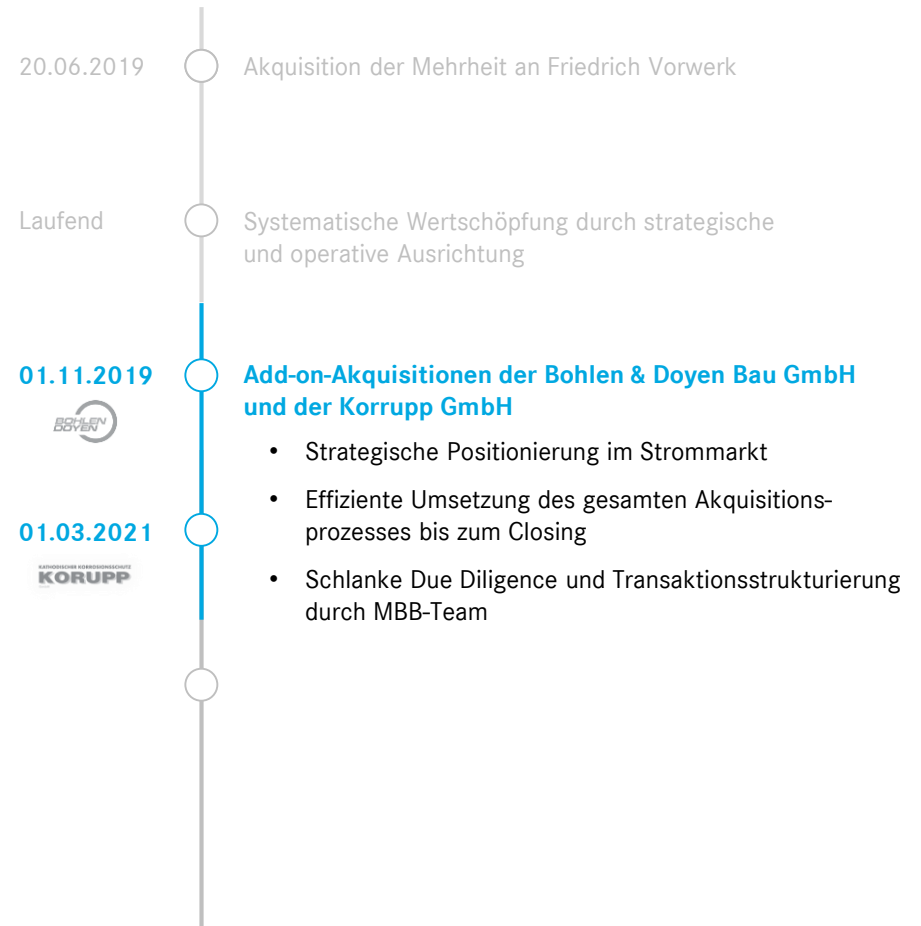 20.06.2019
Akquisition der Mehrheit an Friedrich Vorwerk
Laufend
Systematische Wertschöpfung durch strategische
und operative Ausrichtung
01.11.2019
BOHLEN
DOYEN
Add-on-Akquisitionen der Bohlen & Doyen Bau GmbH
und der Korrupp GmbH
• Strategische Positionierung im Strommarkt
• Effiziente Umsetzung des gesamten Akquisitions-
prozesses bis zum Closing
01.03.2021
KATHODISCHER KORROSIONSSCHUTZ
KORUPP
• Schlanke Due Diligence und Transaktionsstrukturierung
durch MBB-Team